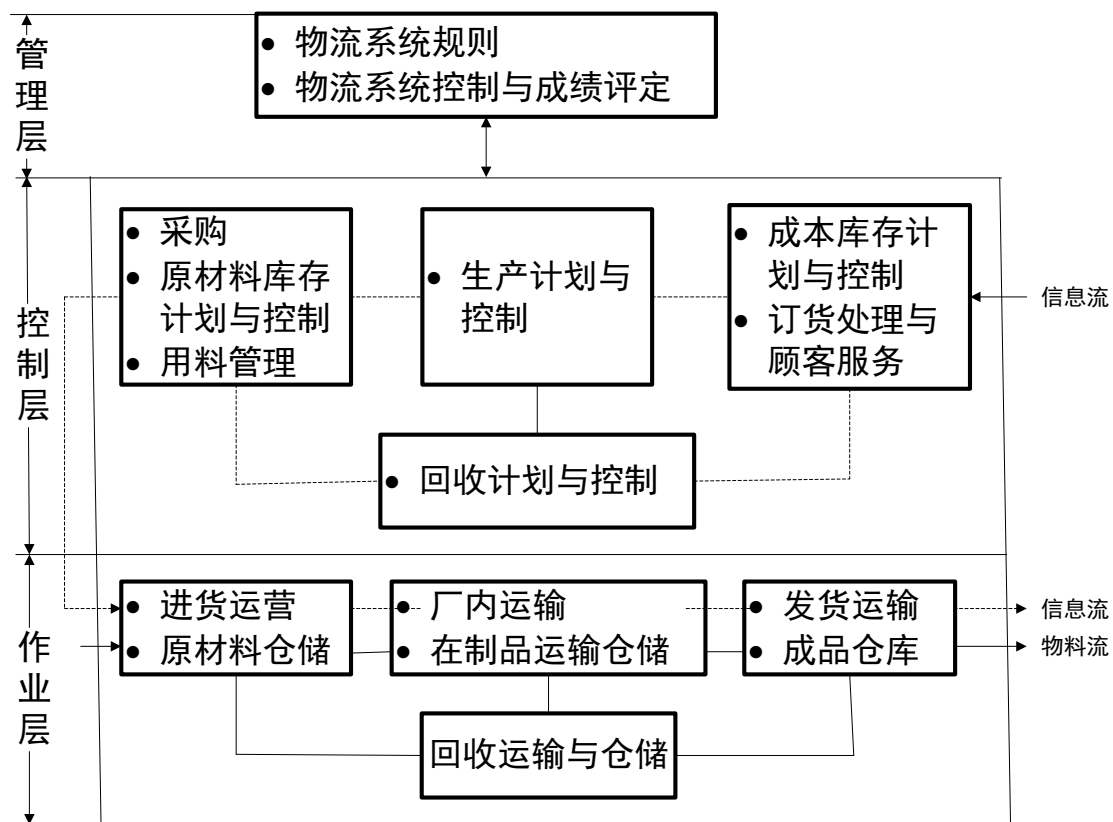 管理层
● 物流系统规则
● 物流系统控制与成绩评定
控制层
● 采购
● 原材料库存
计划与控制
● 用料管理
● 生产计划与
控制
● 成本库存计
划与控制
● 订货处理与
顾客服务
信息流
● 回收计划与控制
作业层
● 进货运营
● 原材料仓储
● 厂内运输
● 在制品运输仓储
● 发货运输
● 成品仓库
信息流
物料流
回收运输与仓储